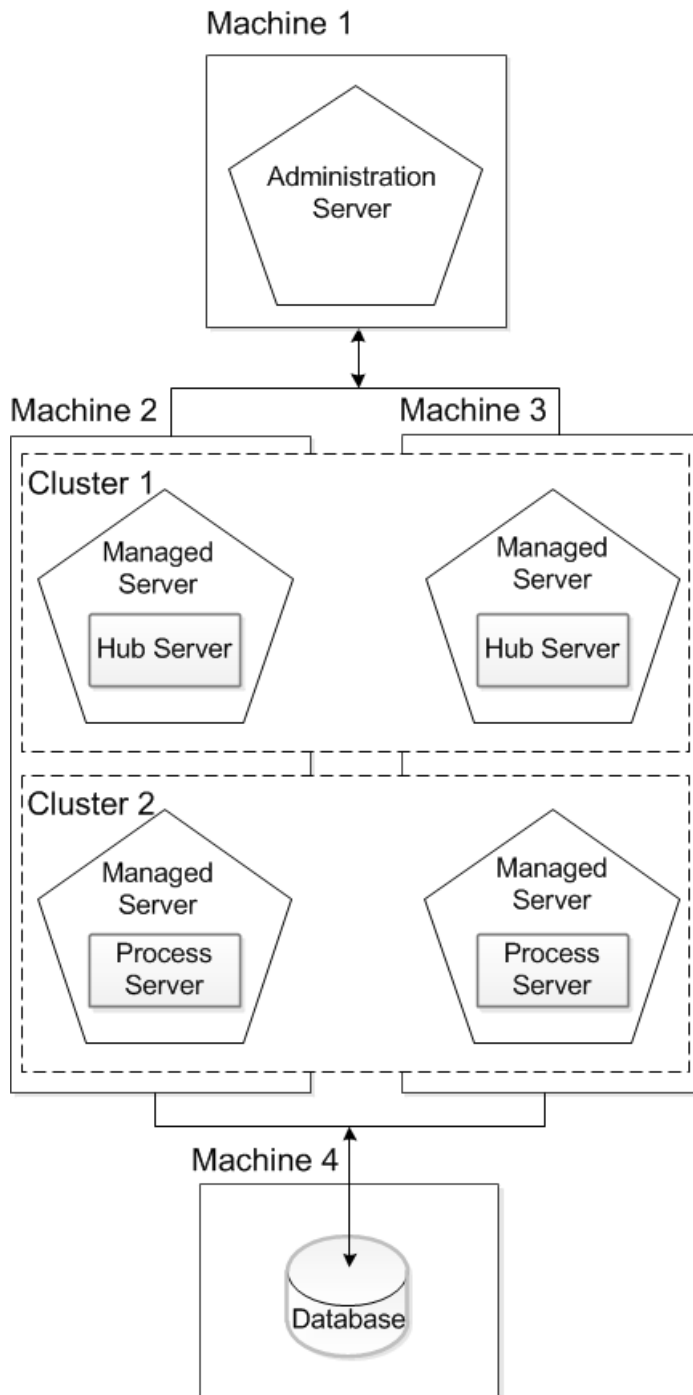 Machine 1
Administration
Server
Machine 2
Machine 3
Cluster 1
Managed
Server
Hub Server
Managed
Server
Hub Server
Cluster 2
Managed
Server
Process
Server
Managed
Server
Process
Server
Machine 4
Database